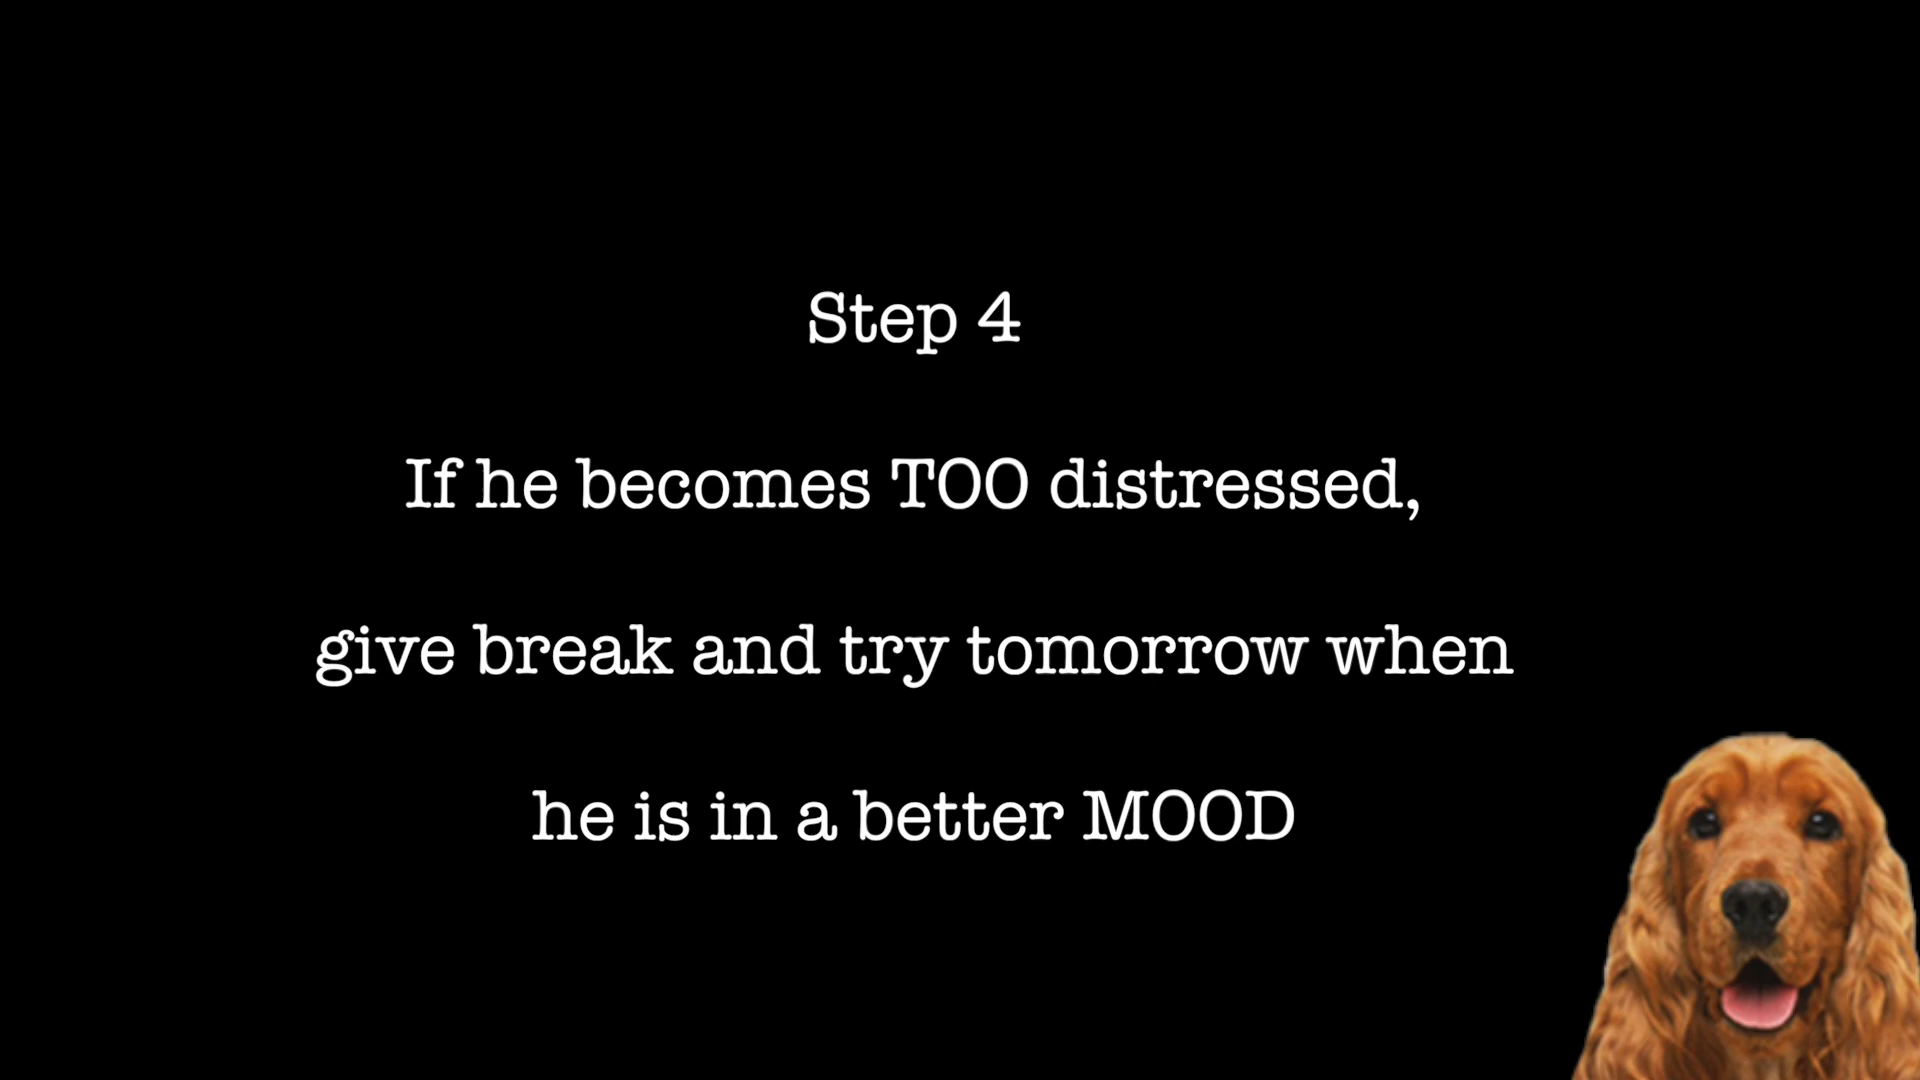 Step 4
If he becomes TOO distressed,
give break and try tomorrow when
he is in a better MOOD